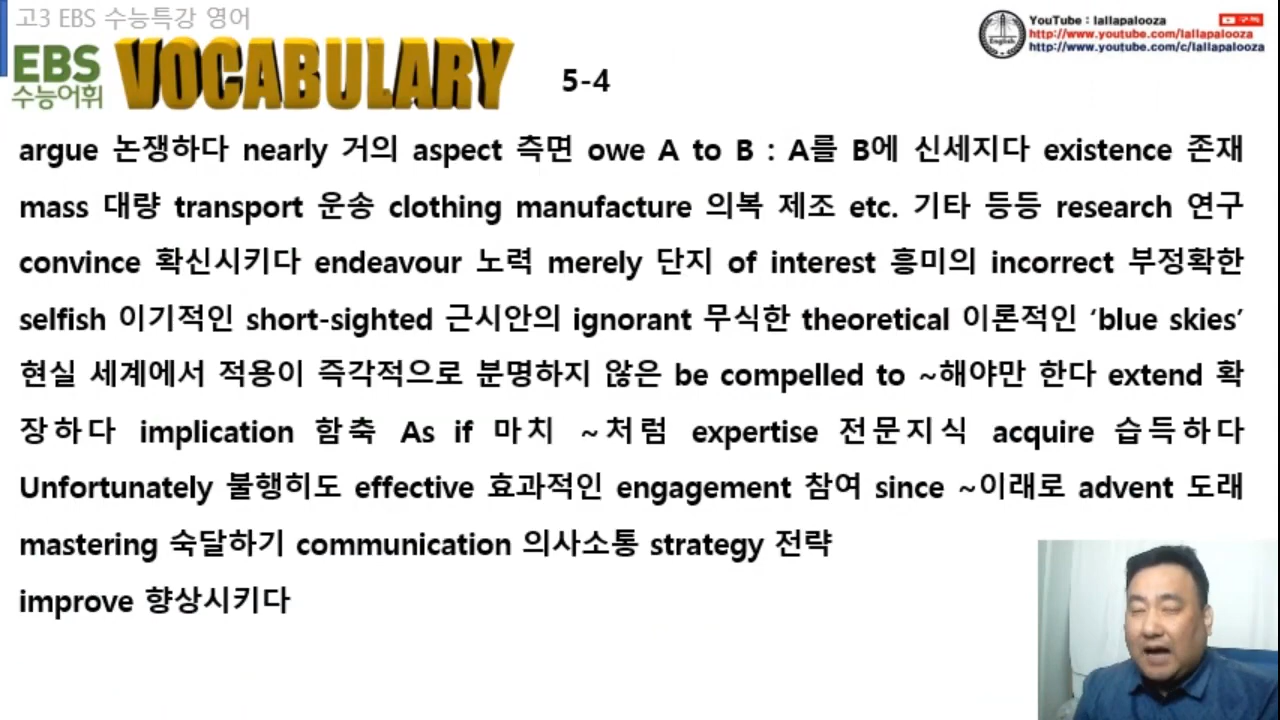 고3 EBS 수능특강 영어
EBS
수능어휘
VOCABULARY
5-4
YouTube : lallapalooza
구독
http://www.youtube.com/lallapalooza
http://www.youtube.com/c/lallapalooza
English
argue 논쟁하다 nearly 거의 aspect 측면 owe A to B : A를 B에 신세지다 existence 존재
mass 대량 transport 운송 clothing manufacture 의복 제조 etc. 기타 등등 research 연구
convince 확신시키다 endeavour 노력 merely 단지 of interest 흥미의 incorrect 부정확한
selfish 이기적인 short-sighted 근시안의 ignorant 무식한 theoretical 이론적인 ‘blue skies’
현실 세계에서 적용이 즉각적으로 분명하지 않은 be compelled to ~해야만 한다 extend 확
장하다 implication 함축 As if 마치 ~처럼 expertise 전문지식 acquire 습득하다
Unfortunately 불행히도 effective 효과적인 engagement 참여 since ~이래로 advent 도래
mastering 숙달하기 communication 의사소통 strategy 전략
improve 향상시키다